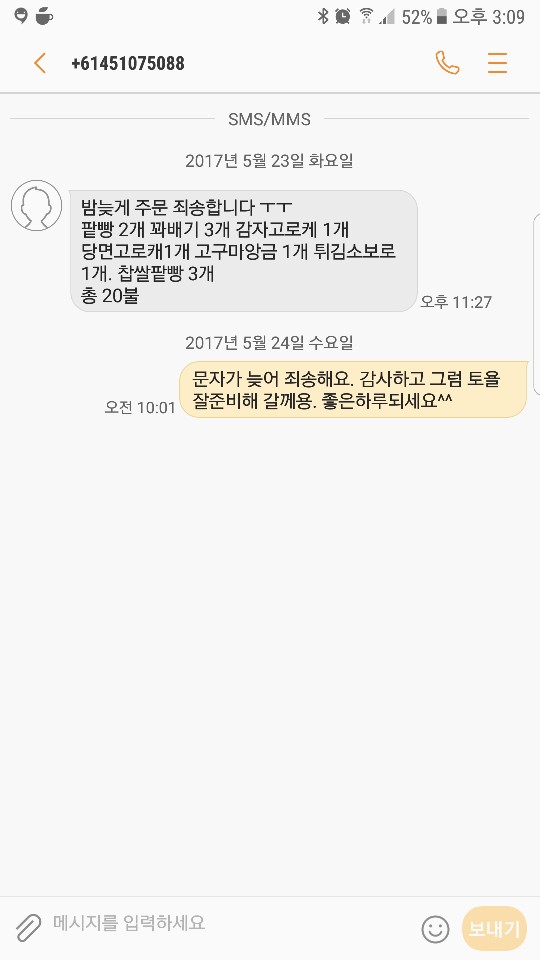 52% 오후 3:09
+61451075088
SMS/MMS
2017년 5월 23일 화요일
밤늦게 주문 죄송합니다 ㅜㅜ
팥빵 2개 꽈배기 3개 감자고로케 1개
당면고로캐1개 고구마앙금 1개 튀김소보로
1개. 찹쌀팥빵 3개
총 20불
오후 11:27
2017년 5월 24일 수요일
문자가 늦어 죄송해요. 감사하고 그럼 토욜
잘준비해 갈께용. 좋은하루되세요^^
오전 10:01
메시지를 입력하세요
보내기